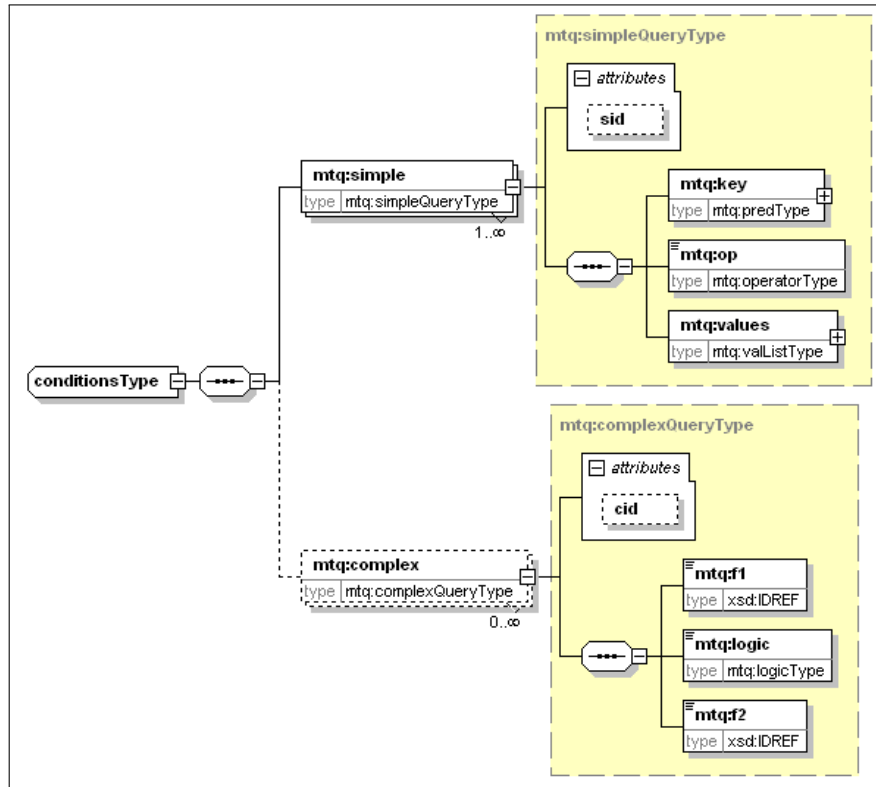 conditionsType
mtq:simple
type mtq:simpleQueryType
1..∞
mtq:simpleQueryType
attributes
sid
mtq:key
type mtq:predType
mtq:op
type mtq:operatorType
mtq:values
type mtq:valListType
mtq:complex
type mtq:complexQueryType
0..∞
mtq:complexQueryType
attributes
cid
mtq:f1
type xsd:IDREF
mtq:logic
type mtq:logicType
mtq:f2
type xsd:IDREF